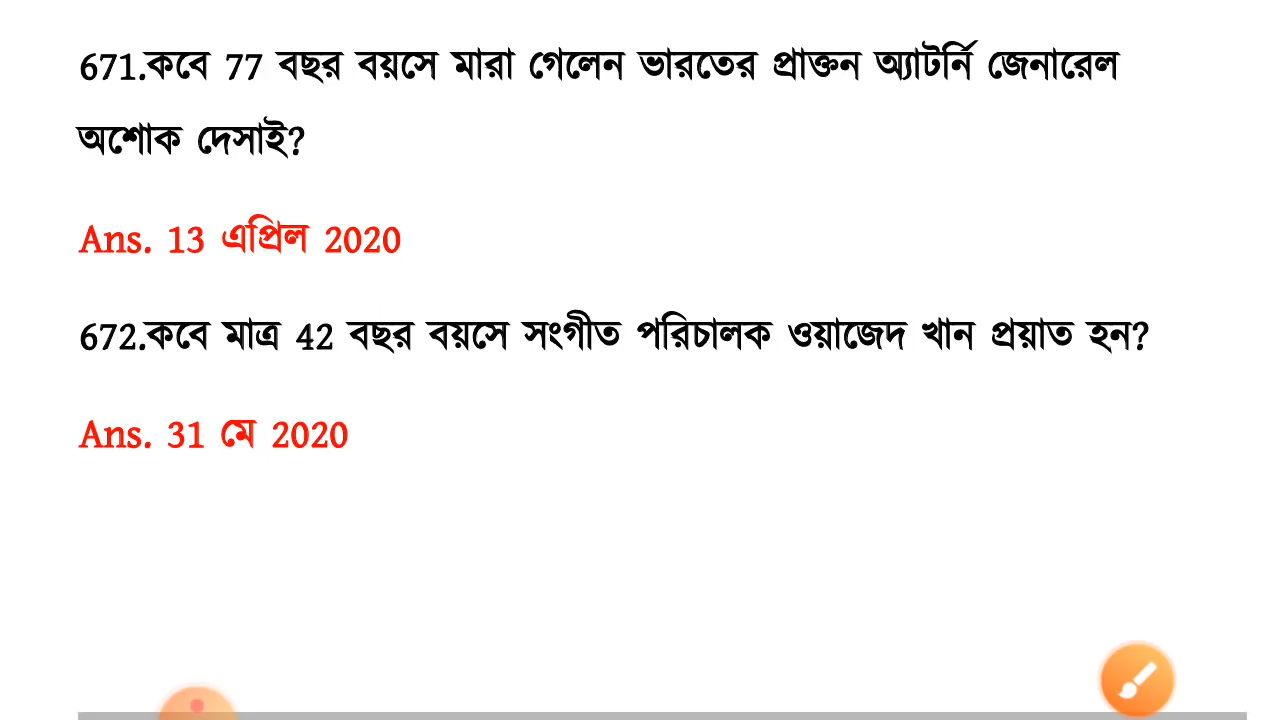 671.কবে 77 বছর বয়সে মারা গেলেন ভারতের প্রাক্তন অ্যাটর্নি জেনারেল
অশোক দেসাই?
Ans. 13 এপ্রিল 2020
672.কবে মাত্র 42 বছর বয়সে সংগীত পরিচালক ওয়াজেদ খান প্রয়াত হন?
Ans. 31 মে 2020